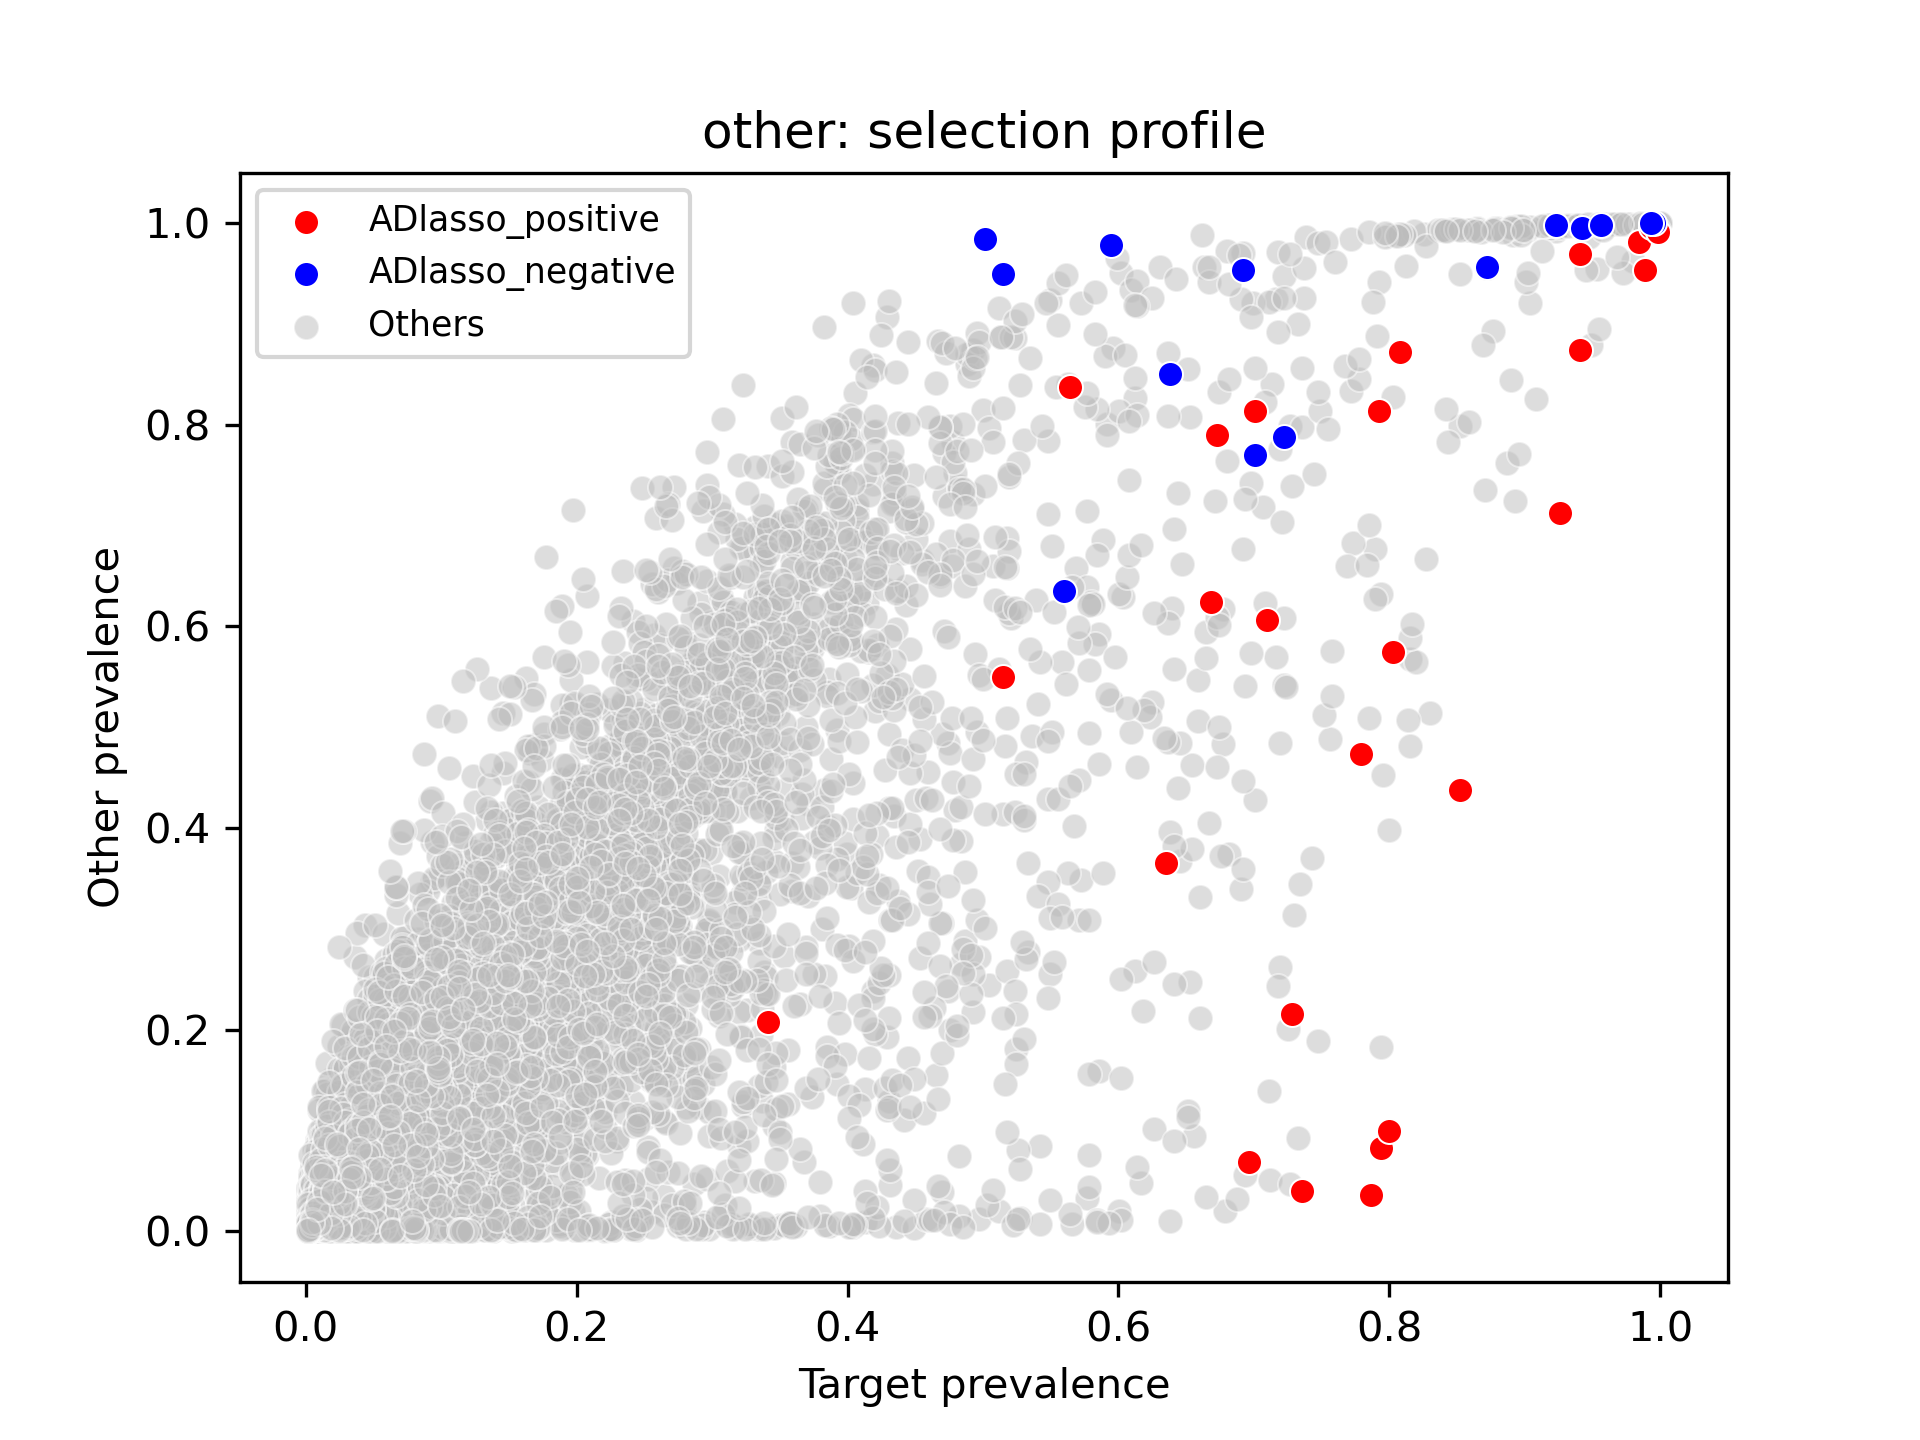 other: selection profile
ADlasso_positive
ADlasso_negative
Others
1.0
0.8
0.6
0.4
0.2
0.0
Other prevalence
0.0 0.2 0.4 0.6 0.8 1.0
Target prevalence